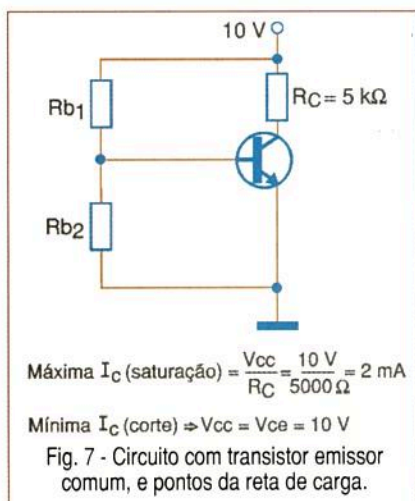 10 V
Rb1
RC = 5 kΩ
Rb2
Máxima IC (saturação) = Vcc / RC = 10 V / 5000 Ω = 2 mA
Mínima IC (corte) ⇒ Vcc = Vce = 10 V
Fig. 7 - Circuito com transistor emissor
comum, e pontos da reta de carga.